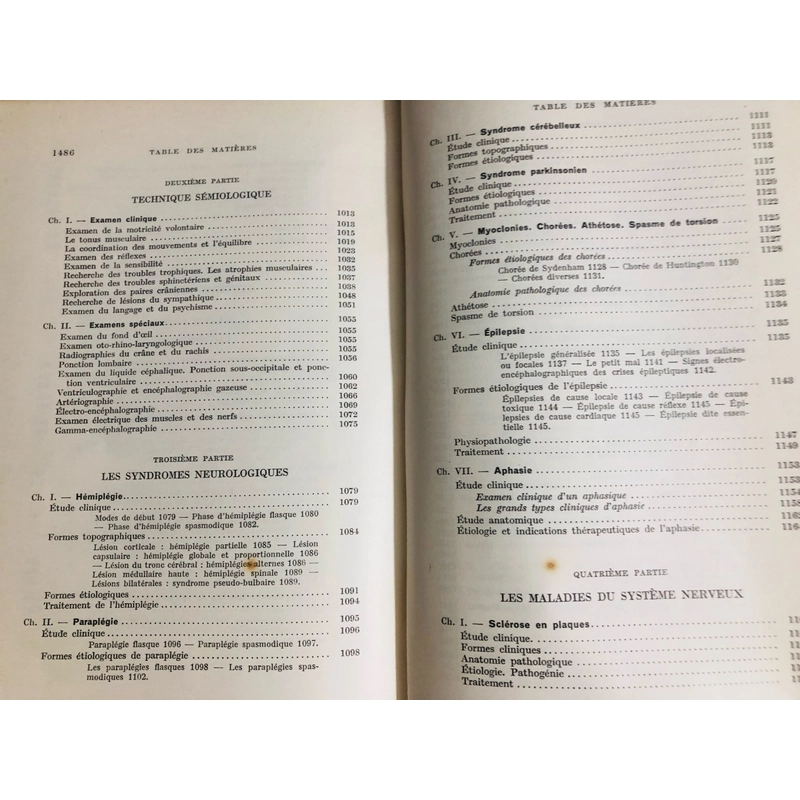 1486 TABLE DES MATIÈRES
DEUXIÈME PARTIE
TECHNIQUE SÉMIOLOGIQUE
Ch. I. — Examen clinique 1013
Examen de la motricité volontaire 1013
Le tonus musculaire 1015
La coordination des mouvements et l'équilibre 1019
Examen des réflexes 1023
Examen de la sensibilité 1032
Recherche des troubles trophiques. Les atrophies musculaires 1035
Recherche des troubles sphinctériens et génitaux 1037
Exploration des paires crâniennes 1038
Recherche de lésions du sympathique 1048
Examen du langage et du psychisme 1051
Ch. II. — Examens spéciaux 1055
Examen du fond d'œil 1055
Examen oto-rhino-laryngologique 1055
Radiographies du crâne et du rachis 1055
Ponction lombaire 1056
Examen du liquide céphalique. Ponction sous-occipitale et ponc-
tion ventriculaire 1060
Ventriculographie et encéphalographie gazeuse 1062
Artériographie 1066
Électro-encéphalographie 1069
Examen électrique des muscles et des nerfs 1072
Gamma-encéphalographie 1075
TROISIÈME PARTIE
LES SYNDROMES NEUROLOGIQUES
Ch. I. — Hémiplégie 1079
Étude clinique 1079
Modes de début 1079 — Phase d'hémiplégie flasque 1080
— Phase d'hémiplégie spasmodique 1082.
Formes topographiques 1084
Lésion corticale : hémiplégie partielle 1085 — Lésion
capsulaire : hémiplégie globale et proportionnelle 1086
— Lésion du tronc cérébral : hémiplégies alternes 1086 —
Lésion médullaire haute : hémiplégie spinale 1089 —
Lésions bilatérales : syndrome pseudo-bulbaire 1089.
Formes étiologiques 1091
Traitement de l'hémiplégie 1094
Ch. II. — Paraplégie 1095
Étude clinique 1096
Paraplégie flasque 1096 — Paraplégie spasmodique 1097.
Formes étiologiques de paraplégie 1098
Les paraplégies flasques 1098 — Les paraplégies spas-
modiques 1102.
TABLE DES MATIÈRES
Ch. III. — Syndrome cérébelleux 1111
Étude clinique 1111
Formes topographiques 1113
Formes étiologiques 1113
Ch. IV. — Syndrome parkinsonien 1117
Étude clinique 1117
Formes étiologiques 1120
Anatomie pathologique 1121
Traitement 1122
Ch. V. — Myoclonies. Chorées. Athétose. Spasme de torsion 1125
Myoclonies 1125
Chorées 1127
Formes étiologiques des chorées 1128
Chorée de Sydenham 1128 — Chorée de Huntington 1130
— Chorées diverses 1131.
Anatomie pathologique des chorées 1132
Athétose 1133
Spasme de torsion 1134
Ch. VI. — Épilepsie 1135
Étude clinique 1135
L'épilepsie généralisée 1135 — Les épilepsies localisées
ou focales 1137 — Le petit mal 1141 — Signes électro-
encéphalographiques des crises épileptiques 1142.
Formes étiologiques de l'épilepsie 1143
Épilepsies de cause locale 1143 — Épilepsie de cause
toxique 1144 — Épilepsie de cause réflexe 1145 — Épi-
lepsies de cause cardiaque 1145 — Épilepsie dite essen-
tielle 1145.
Physiopathologie 1147
Traitement 1149
Ch. VII. — Aphasie 1153
Étude clinique 1153
Examen clinique d'un aphasique 1154
Les grands types cliniques d'aphasie 1158
Étude anatomique
Étiologie et indications thérapeutiques de l'aphasie
QUATRIÈME PARTIE
LES MALADIES DU SYSTÈME NERVEUX
Ch. I. — Sclérose en plaques
Étude clinique.
Formes cliniques
Anatomie pathologique
Étiologie. Pathogénie
Traitement